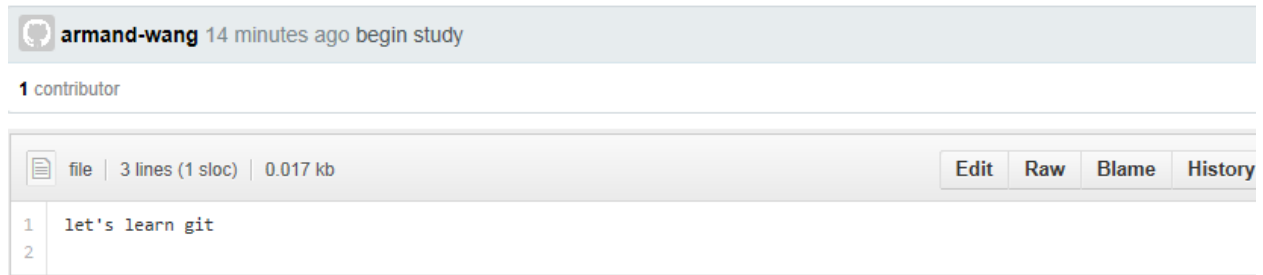 armand-wang 14 minutes ago begin study
1 contributor
file 3 lines (1 sloc) 0.017 kb Edit Raw Blame History
1 let's learn git
2